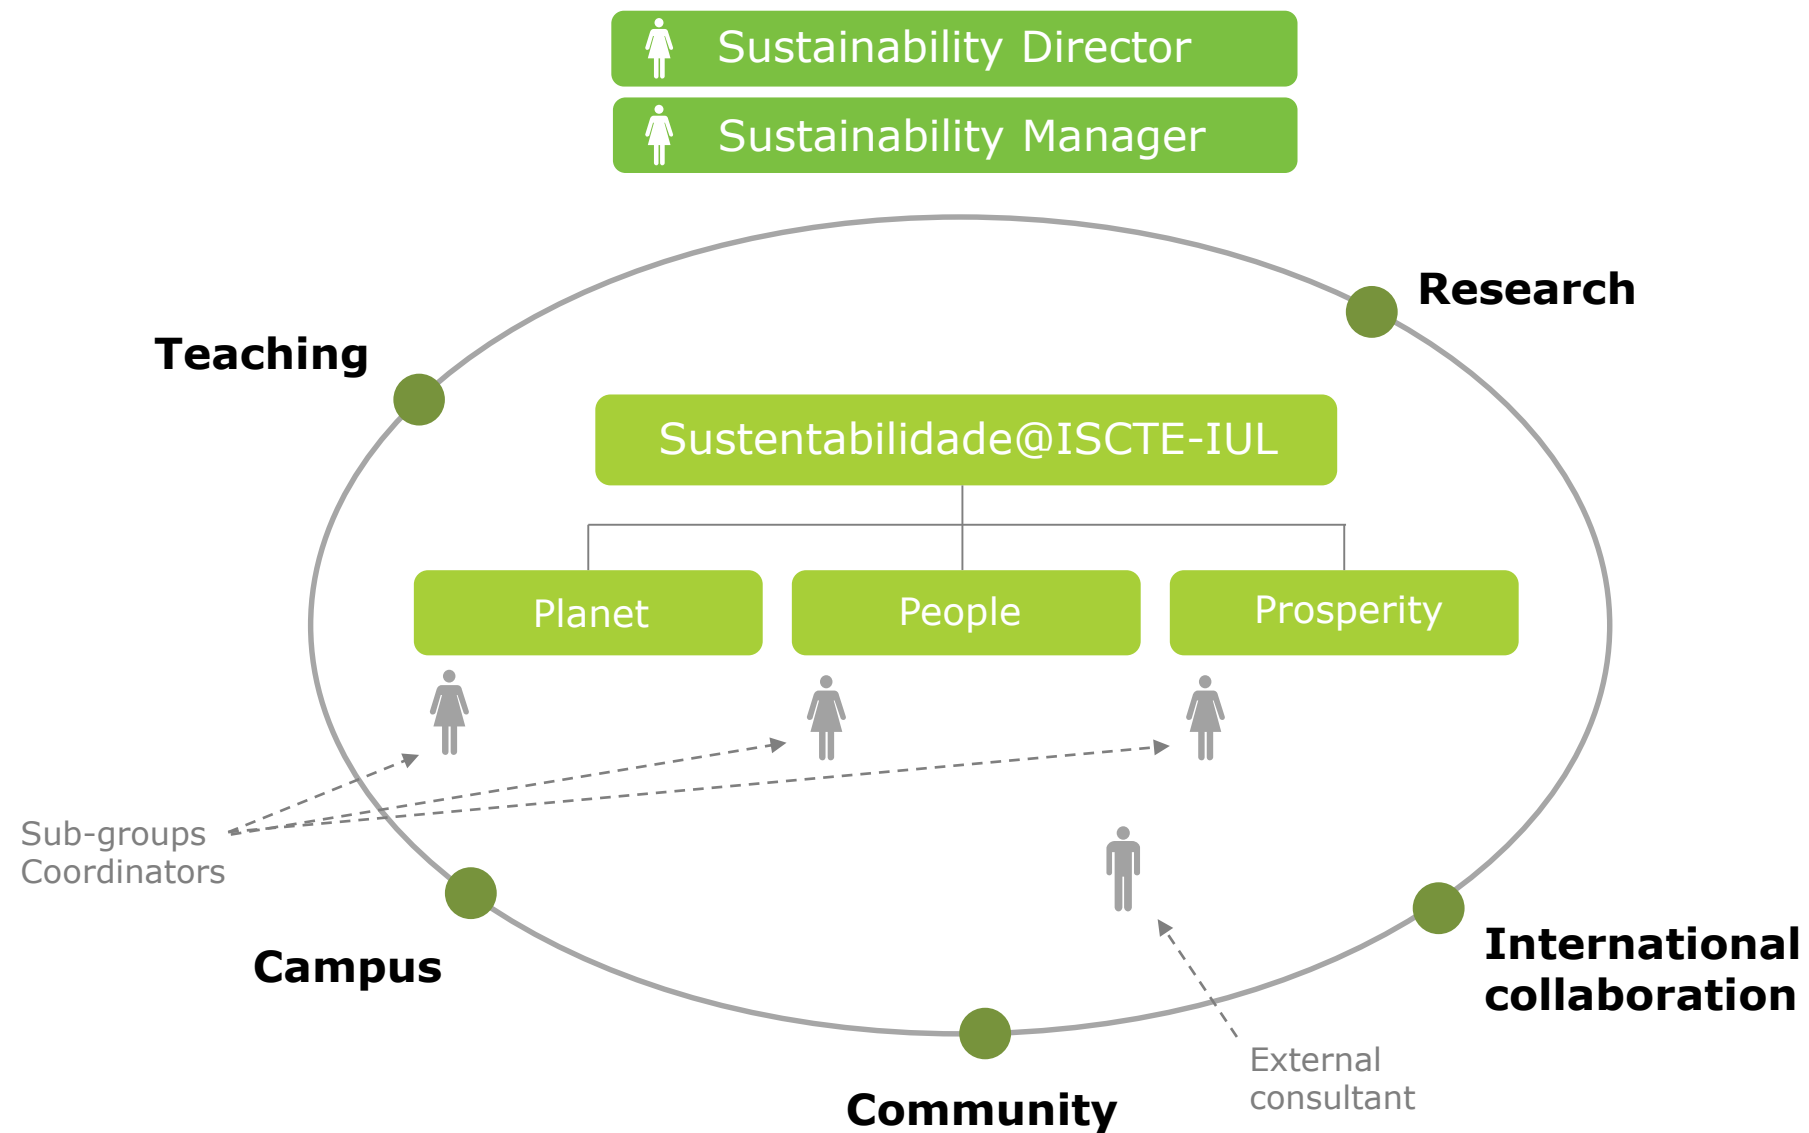 Sustainability Director
Sustainability Manager
Research
Teaching
Sustentabilidade@ISCTE-IUL
Planet
People
Prosperity
Sub-groups
Coordinators
Campus
International
collaboration
External
consultant
Community